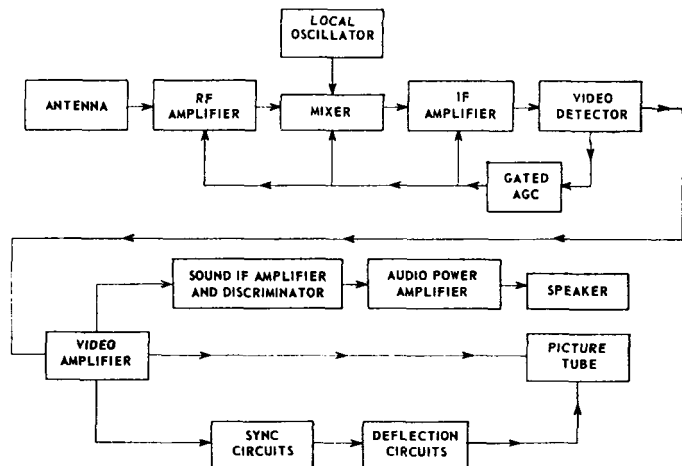 LOCAL
OSCILLATOR
ANTENNA
RF
AMPLIFIER
MIXER
IF
AMPLIFIER
VIDEO
DETECTOR
GATED
AGC
SOUND IF AMPLIFIER
AND DISCRIMINATOR
AUDIO POWER
AMPLIFIER
SPEAKER
VIDEO
AMPLIFIER
PICTURE
TUBE
SYNC
CIRCUITS
DEFLECTION
CIRCUITS